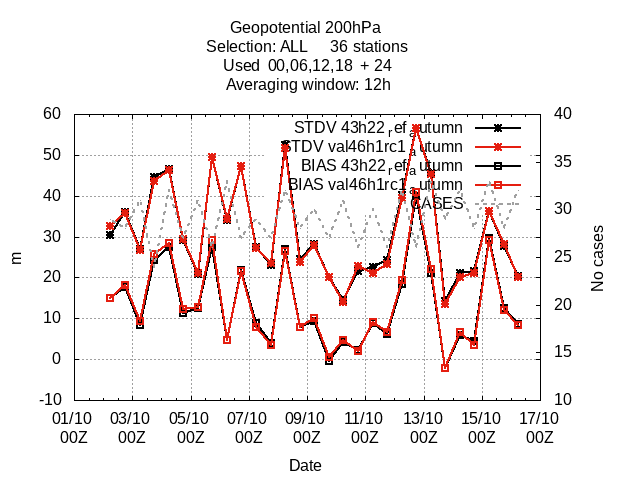 Geopotential 200hPa
Selection: ALL 36 stations
Used 00,06,12,18 + 24
Averaging window: 12h
STDV 43h22_ref_autumn
STDV val46h1rc1_autumn
BIAS 43h22_ref_autumn
BIAS val46h1rc1_autumn
CASES
60
50
40
30
20
10
0
-10
m
40
35
30
25
20
15
10
No cases
01/10 03/10 05/10 07/10 09/10 11/10 13/10 15/10 17/10
00Z 00Z 00Z 00Z 00Z 00Z 00Z 00Z 00Z
Date